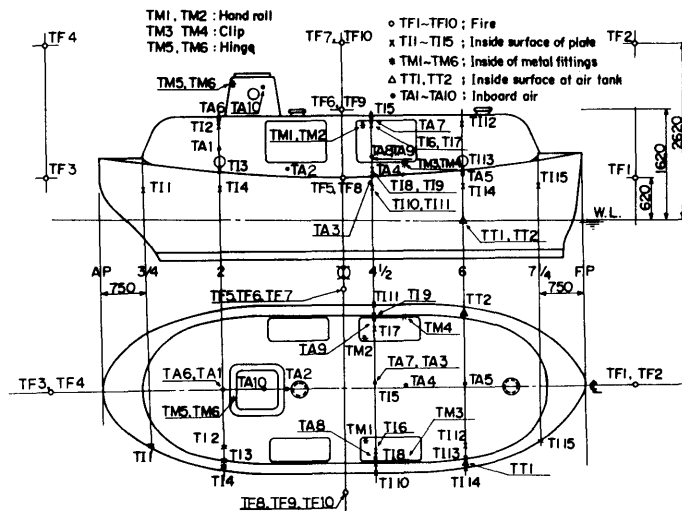 TM1, TM2 : Hand rail
TM3 TM4 : Clip
TM5, TM6 : Hinge
TF1~TF10 ; Fire
TI1~TI15 ; Inside surface of plate
TM1~TM6 ; Inside of metal fittings
TT1, TT2 ; Inside surface at air tank
TA1~TA10 ; Inboard air
TF4
TF7, TF10
TF2
TM5, TM6
TA10
TA6
TI2
TA1
TI3
TI4
TA2
TM1, TM2
TF6, TF9
TI5
TA7
TI6, TI7
TA8 TA9
TM3, TM4
TA4,
TI8, TI9
TI10, TI11
TF5, TF8
TA3
TI12
TI13
TA5
TI14
TI15
TF3
TI1
TF1
620
1620
2620
W.L.
TT1, TT2
A.P
3/4
2
4 1/2
6
7 1/4
F.P
750
750
TF5, TF6, TF7
TI11
TI9
TT2
TI7
TM4
TA9
TM2
TF3, TF4
TA6, TA1
TA10
TA2
TM5, TM6
TA7, TA3
TI5
TA4
TA5
TF1, TF2
TA8
TM1
TI6
TM3
TI8
TI10
TI2
TI3
TI4
TI1
TI12
TI13
TI14
TT1
TI15
TF8, TF9, TF10